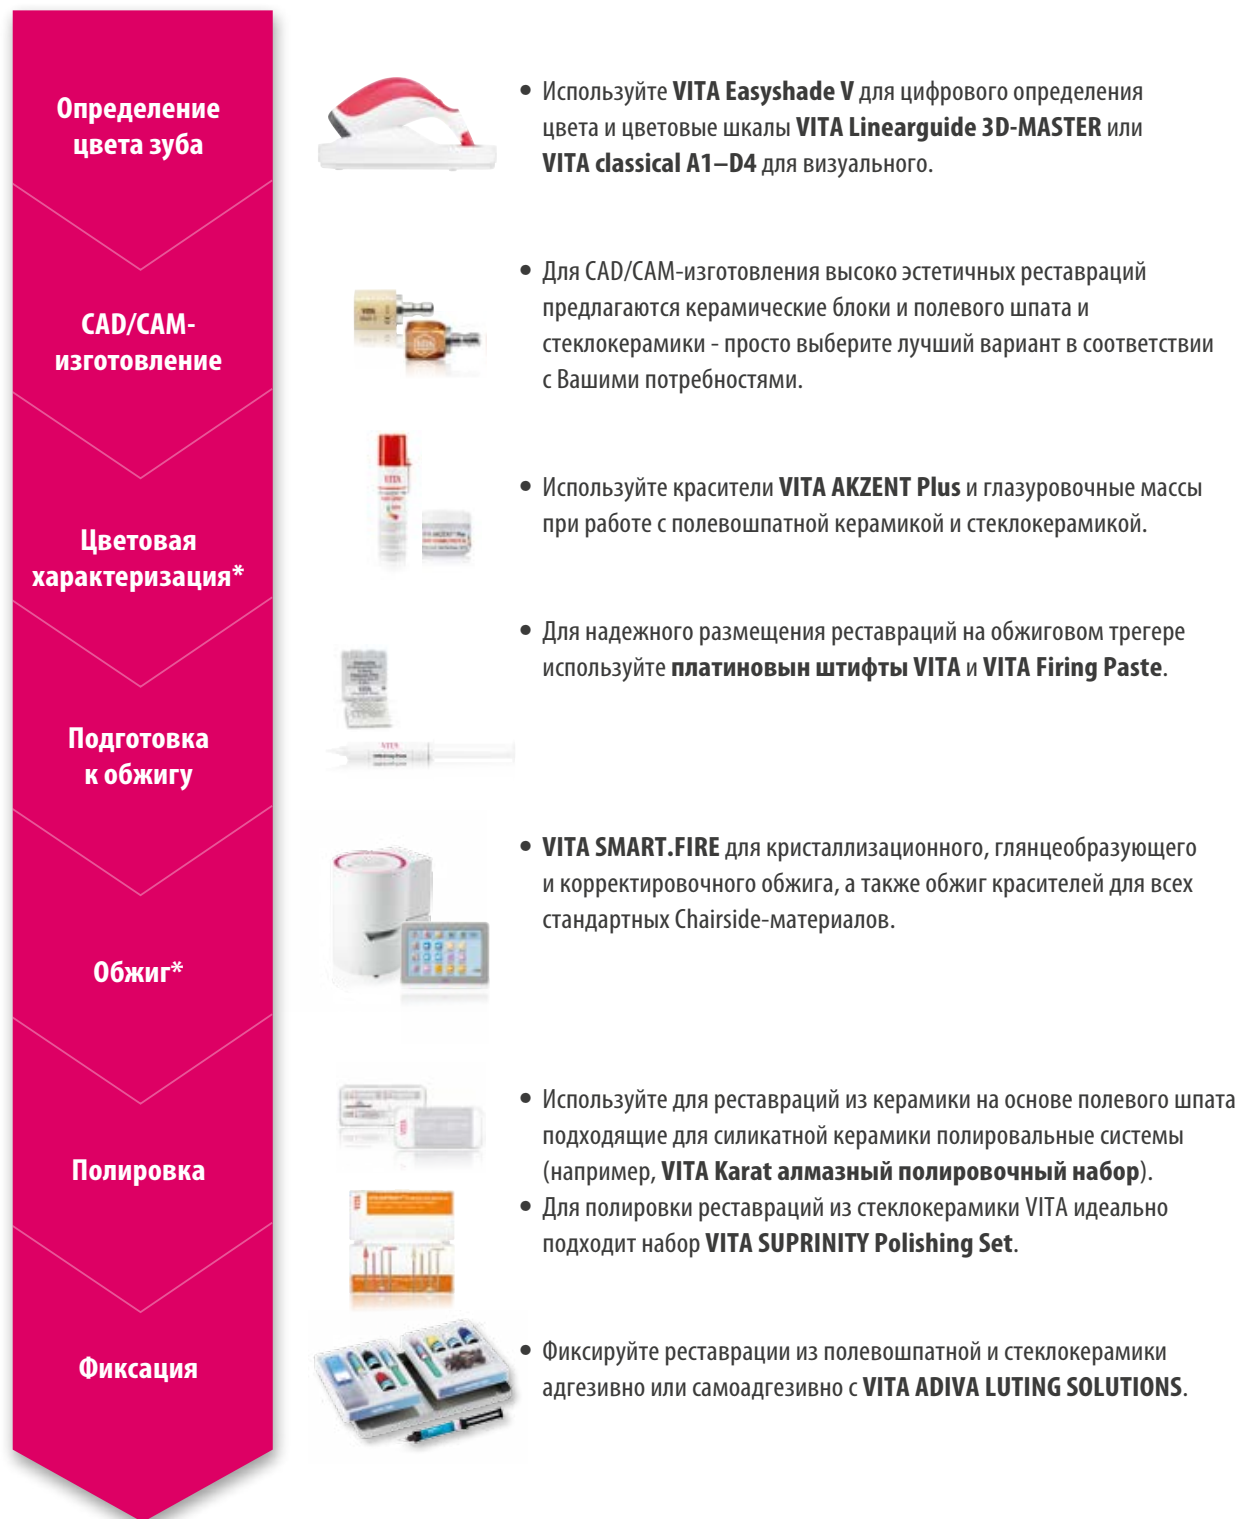 Определение
цвета зуба
• Используйте VITA Easyshade V для цифрового определения
цвета и цветовые шкалы VITA Linearguide 3D-MASTER или
VITA classical A1–D4 для визуального.
CAD/CAM-
изготовление
• Для CAD/CAM-изготовления высоко эстетичных реставраций
предлагаются керамические блоки и полевого шпата и
стеклокерамики - просто выберите лучший вариант в соответствии
с Вашими потребностями.
Цветовая
характеризация*
VITA
• Используйте красители VITA AKZENT Plus и глазуровочные массы
при работе с полевошпатной керамикой и стеклокерамикой.
Подготовка
к обжигу
• Для надежного размещения реставраций на обжиговом трегере
используйте платиновын штифты VITA и VITA Firing Paste.
VITA
VITA
Обжиг*
• VITA SMART.FIRE для кристаллизационного, глянцеобразующего
и корректировочного обжига, а также обжиг красителей для всех
стандартных Chairside-материалов.
Полировка
• Используйте для реставраций из керамики на основе полевого шпата
подходящие для силикатной керамики полировальные системы
(например, VITA Karat алмазный полировочный набор).
• Для полировки реставраций из стеклокерамики VITA идеально
подходит набор VITA SUPRINITY Polishing Set.
VITA
VITA
Фиксация
• Фиксируйте реставрации из полевошпатной и стеклокерамики
адгезивно или самоадгезивно с VITA ADIVA LUTING SOLUTIONS.